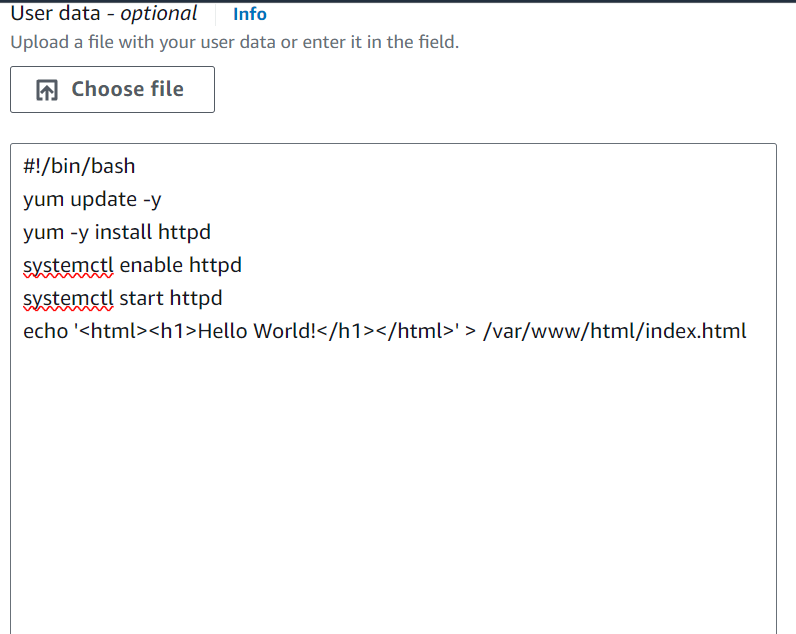 User data - optional Info
Upload a file with your user data or enter it in the field.
Choose file
#!/bin/bash
yum update -y
yum -y install httpd
systemctl enable httpd
systemctl start httpd
echo '<html><h1>Hello World!</h1></html>' > /var/www/html/index.html